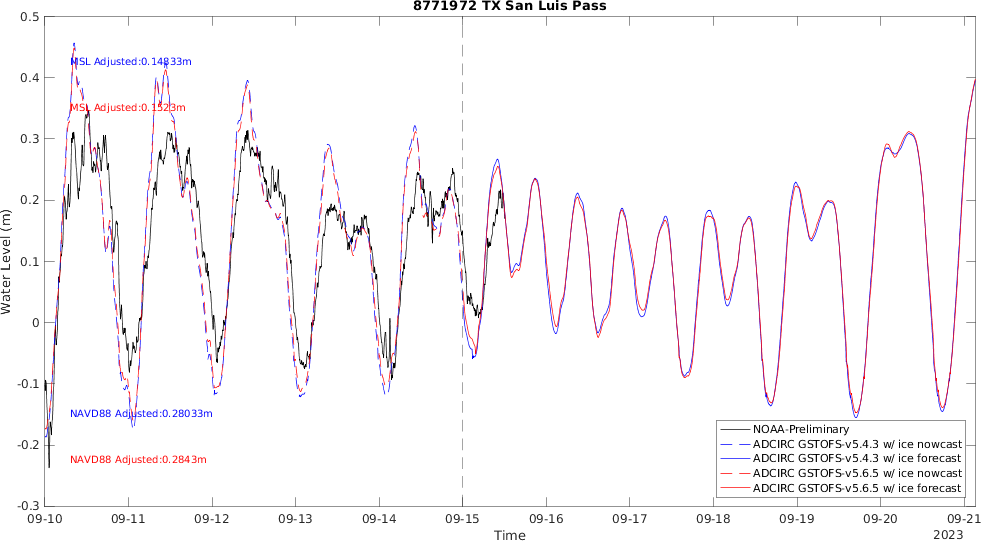 8771972 TX San Luis Pass
0.5
0.4
0.3
0.2
0.1
0
-0.1
-0.2
-0.3
Water Level (m)
MSL Adjusted:0.14833m
MSL Adjusted:0.1523m
NAVD88 Adjusted:0.28033m
NAVD88 Adjusted:0.2843m
NOAA-Preliminary
ADCIRC GSTOFS-v5.4.3 w/ ice nowcast
ADCIRC GSTOFS-v5.4.3 w/ ice forecast
ADCIRC GSTOFS-v5.6.5 w/ ice nowcast
ADCIRC GSTOFS-v5.6.5 w/ ice forecast
09-10 09-11 09-12 09-13 09-14 09-15 09-16 09-17 09-18 09-19 09-20 09-21
Time
2023